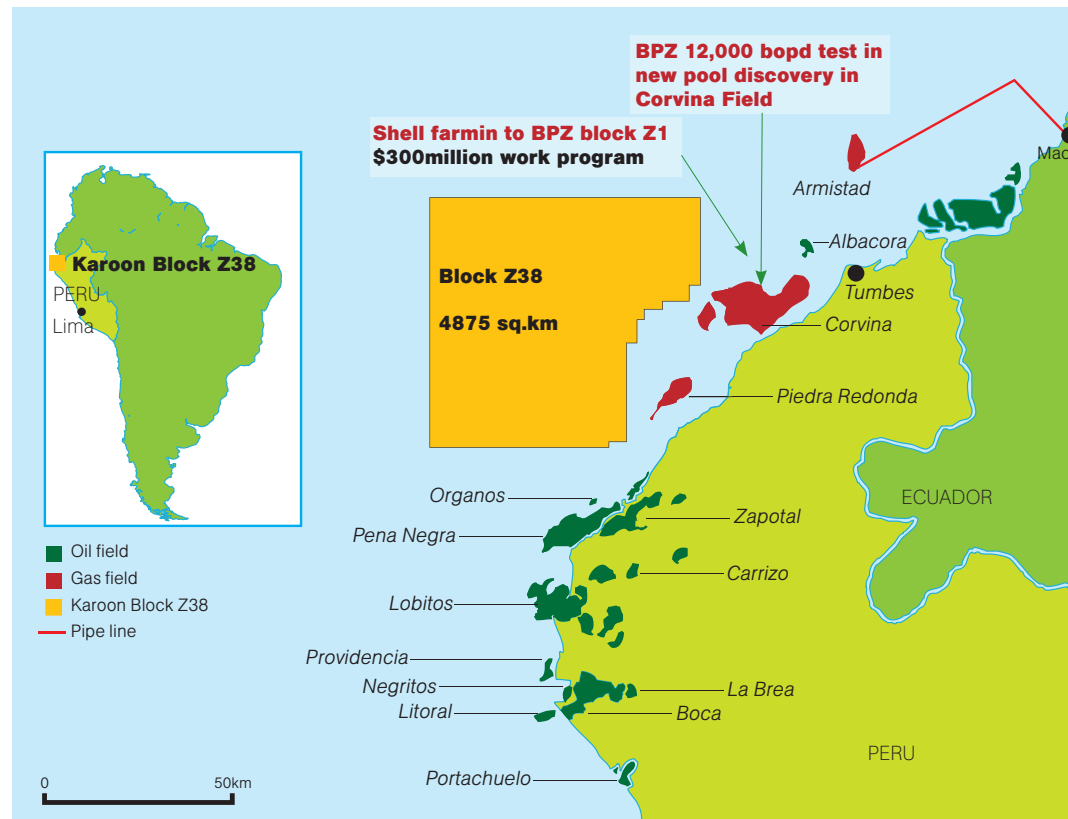 BPZ 12,000 bopd test in
new pool discovery in
Corvina Field
Shell farmin to BPZ block Z1
$300million work program
Armistad
Mac
Albacora
Tumbes
Corvina
Block Z38
4875 sq.km
Karoon Block Z38
PERU
Lima
Piedra Redonda
ECUADOR
Organos
Zapotal
Pena Negra
Carrizo
Lobitos
Providencia
Negritos
La Brea
Litoral
Boca
PERU
Portachuelo
Oil field
Gas field
Karoon Block Z38
Pipe line
0 50km